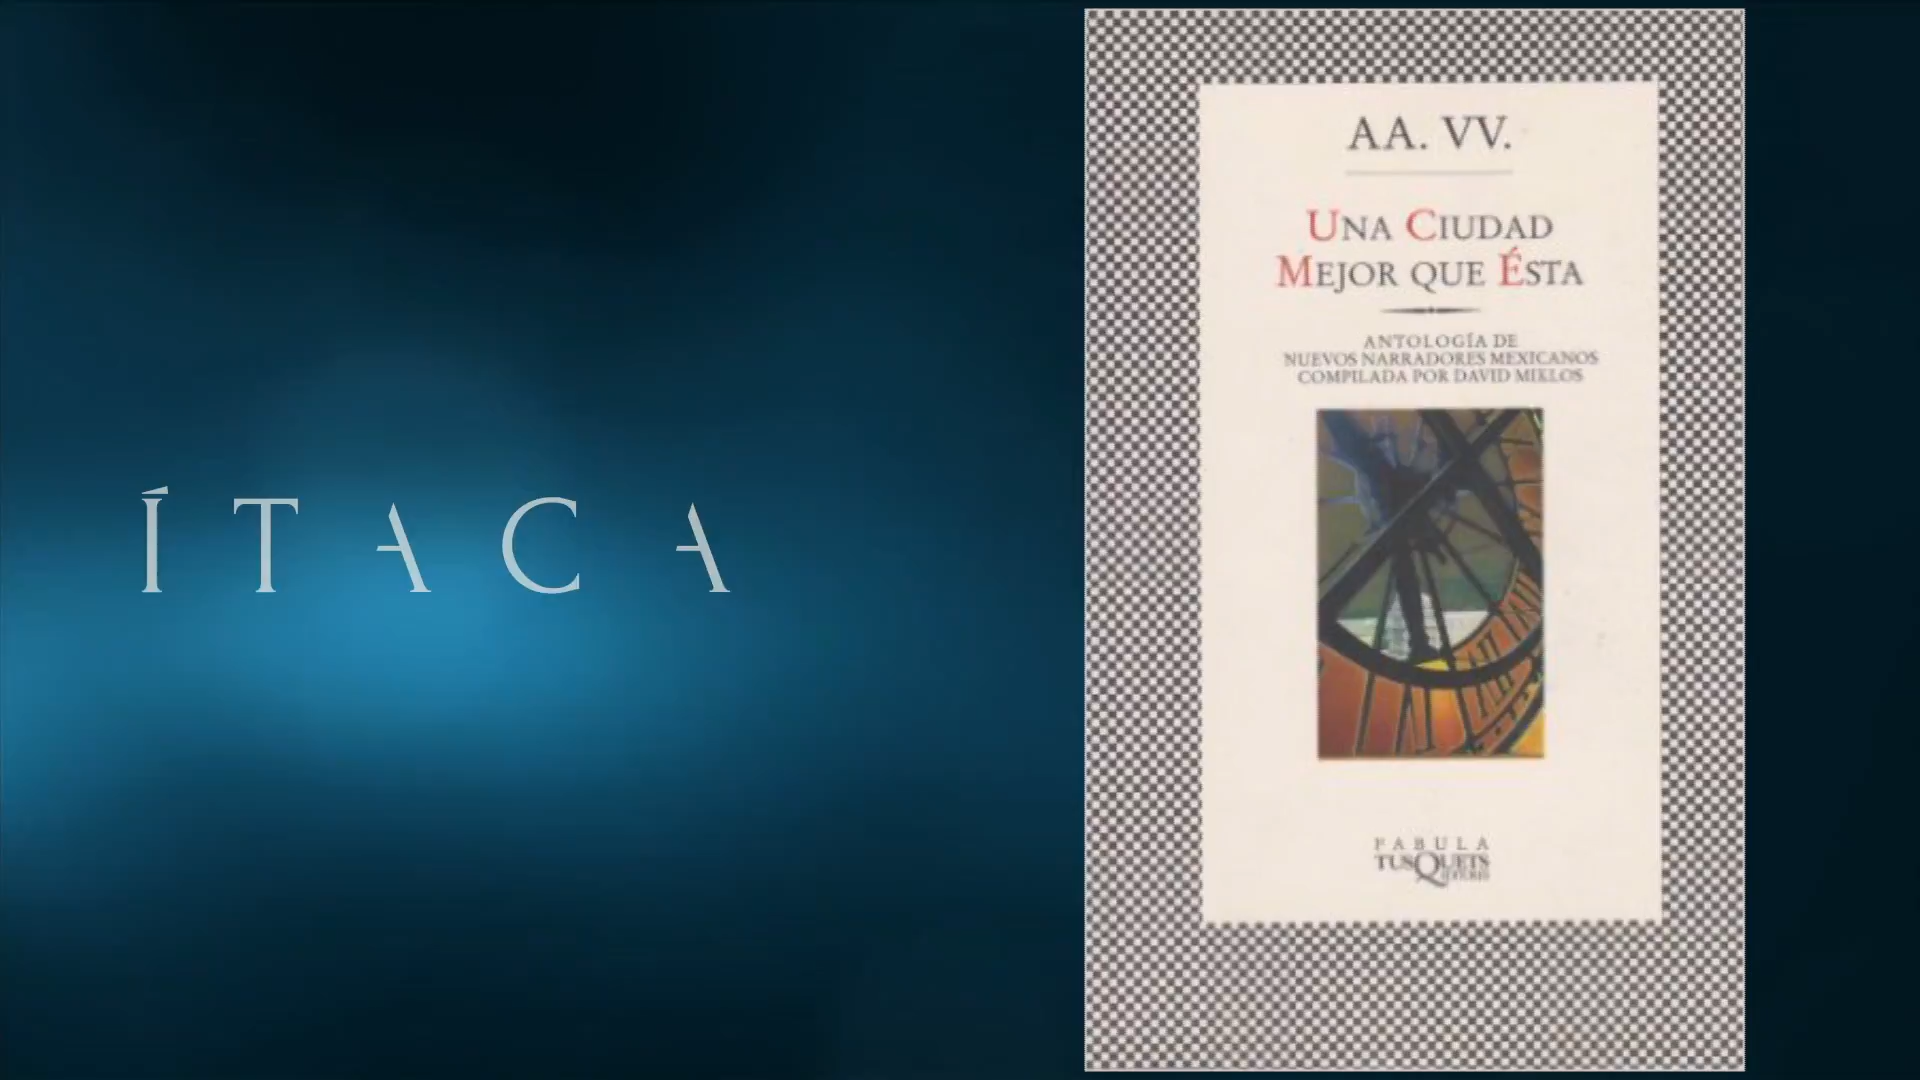 ÍTACA
AA. VV.
UNA CIUDAD
MEJOR QUE ÉSTA
ANTOLOGÍA DE
NUEVOS NARRADORES MEXICANOS
COMPILADA POR DAVID MIKLOS
FABULA
TUSQUETS
EDITORES